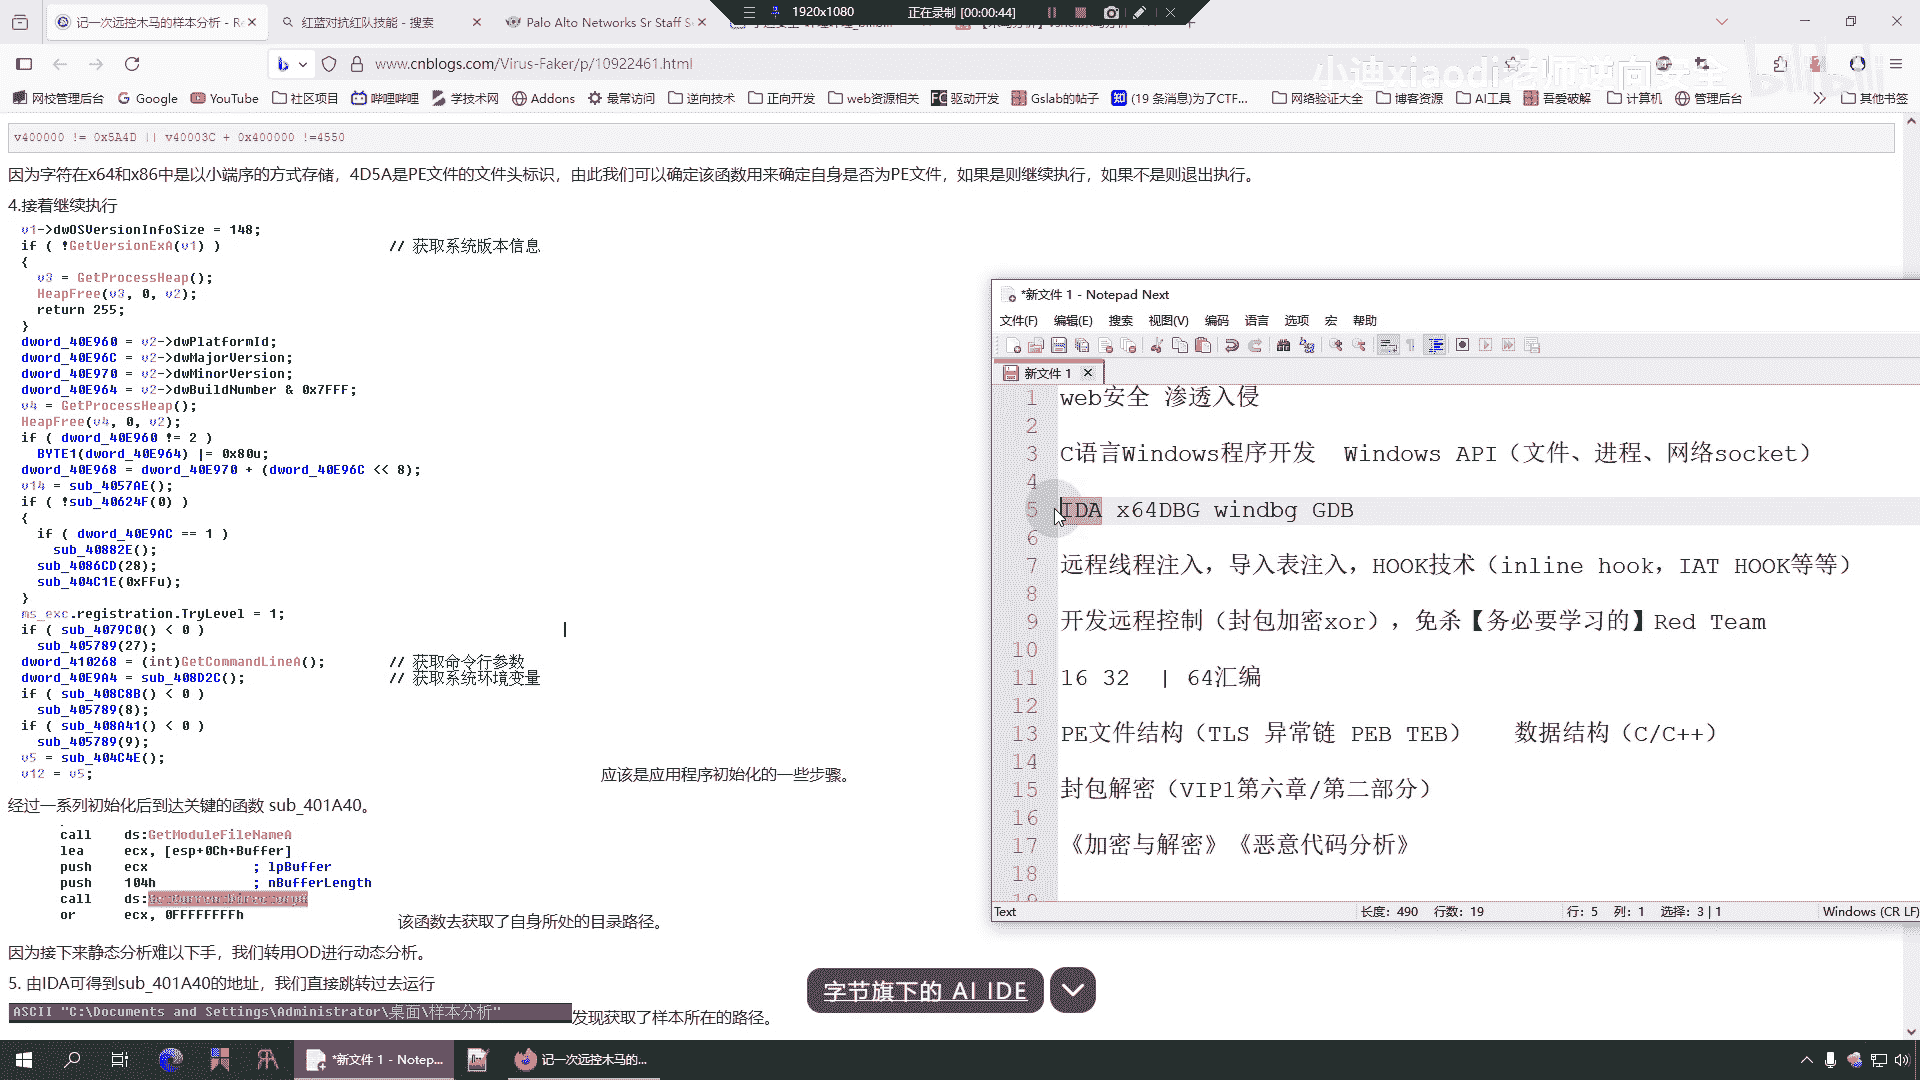 1920x1080
正在录制 [00:00:44]
记一次远控木马的样本分析 - Re
红蓝对抗红队技能 - 搜索
Palo Alto Networks Sr Staff S
www.cnblogs.com/Virus-Faker/p/10922461.html
小迪xiaodi老师逆向安全
bilibili
网校管理后台
Google
YouTube
社区项目
哔哩哔哩
学技术网
Addons
最常访问
逆向技术
正向开发
web资源相关
驱动开发
Gslab的帖子
(19 条消息)为了CTF...
网络验证大全
博客资源
AI工具
吾爱破解
计算机
管理后台
其他书签
v400000 != 0x5A4D || v40003C + 0x400000 !=4550
因为字符在x64和x86中是以小端序的方式存储，4D5A是PE文件的文件头标识，由此我们可以确定该函数用来确定自身是否为PE文件，如果是则继续执行，如果不是则退出执行。
4.接着继续执行
v1->dwOSVersionInfoSize = 148;
if ( !GetVersionExA(v1) ) // 获取系统版本信息
{
v3 = GetProcessHeap();
HeapFree(v3, 0, v2);
return 255;
}
dword_40E960 = v2->dwPlatformId;
dword_40E96C = v2->dwMajorVersion;
dword_40E970 = v2->dwMinorVersion;
dword_40E964 = v2->dwBuildNumber & 0x7FFF;
v4 = GetProcessHeap();
HeapFree(v4, 0, v2);
if ( dword_40E960 != 2 )
BYTE1(dword_40E964) |= 0x80u;
dword_40E968 = dword_40E970 + (dword_40E96C << 8);
v14 = sub_4057AE();
if ( !sub_40624F(0) )
{
if ( dword_40E9AC == 1 )
sub_40882E();
sub_4086CD(28);
sub_404C1E(0xFFu);
}
ms_exc.registration.TryLevel = 1;
if ( sub_4079C0() < 0 )
sub_405789(27);
dword_410268 = (int)GetCommandLineA(); // 获取命令行参数
dword_40E9A4 = sub_408D2C(); // 获取系统环境变量
if ( sub_408C8B() < 0 )
sub_405789(8);
if ( sub_408A41() < 0 )
sub_405789(9);
v5 = sub_404C4E();
v12 = v5;
应该是应用程序初始化的一些步骤。
经过一系列初始化后到达关键的函数 sub_401A40。
call ds:GetModuleFileNameA
lea ecx, [esp+0Ch+Buffer]
push ecx ; lpBuffer
push 104h ; nBufferLength
call ds:
or ecx, 0FFFFFFFFh
该函数去获取了自身所处的目录路径。
因为接下来静态分析难以下手，我们转用OD进行动态分析。
5. 由IDA可得到sub_401A40的地址，我们直接跳转过去运行
ASCII "C:\Documents and Settings\Administrator\桌面\样本分析"
发现获取了样本所在的路径。
*新文件 1 - Notepad Next
文件(F) 编辑(E) 搜索 视图(V) 编码 语言 选项 宏 帮助
新文件 1
1 web安全 渗透入侵
2
3 C语言Windows程序开发 Windows API（文件、进程、网络socket）
4
5 IDA x64DBG windbg GDB
6
7 远程线程注入，导入表注入，HOOK技术（inline hook，IAT HOOK等等）
8
9 开发远程控制（封包加密xor），免杀【务必要学习的】Red Team
10
11 16 32 | 64汇编
12
13 PE文件结构（TLS 异常链 PEB TEB） 数据结构（C/C++）
14
15 封包解密（VIP1第六章/第二部分）
16
17 《加密与解密》《恶意代码分析》
18
19
Text
长度： 490 行数： 19
行： 5 列： 1 选择： 3 | 1
Windows (CR LF)
字节旗下的 AI IDE
*新文件 1 - Notep...
记一次远控木马的...